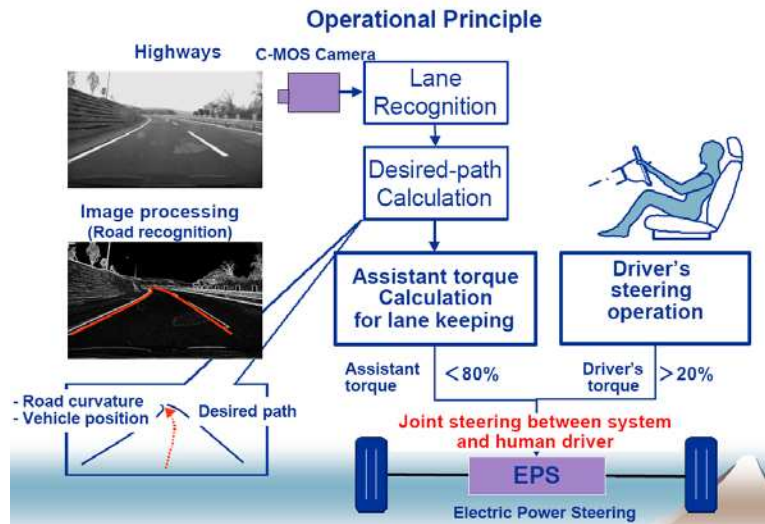 Operational Principle
Highways
C-MOS Camera
Lane
Recognition
Desired-path
Calculation
Image processing
(Road recognition)
Assistant torque
Calculation
for lane keeping
Driver's
steering
operation
Assistant
torque
<80%
Driver's
torque
>20%
- Road curvature
- Vehicle position
Desired path
Joint steering between system
and human driver
EPS
Electric Power Steering